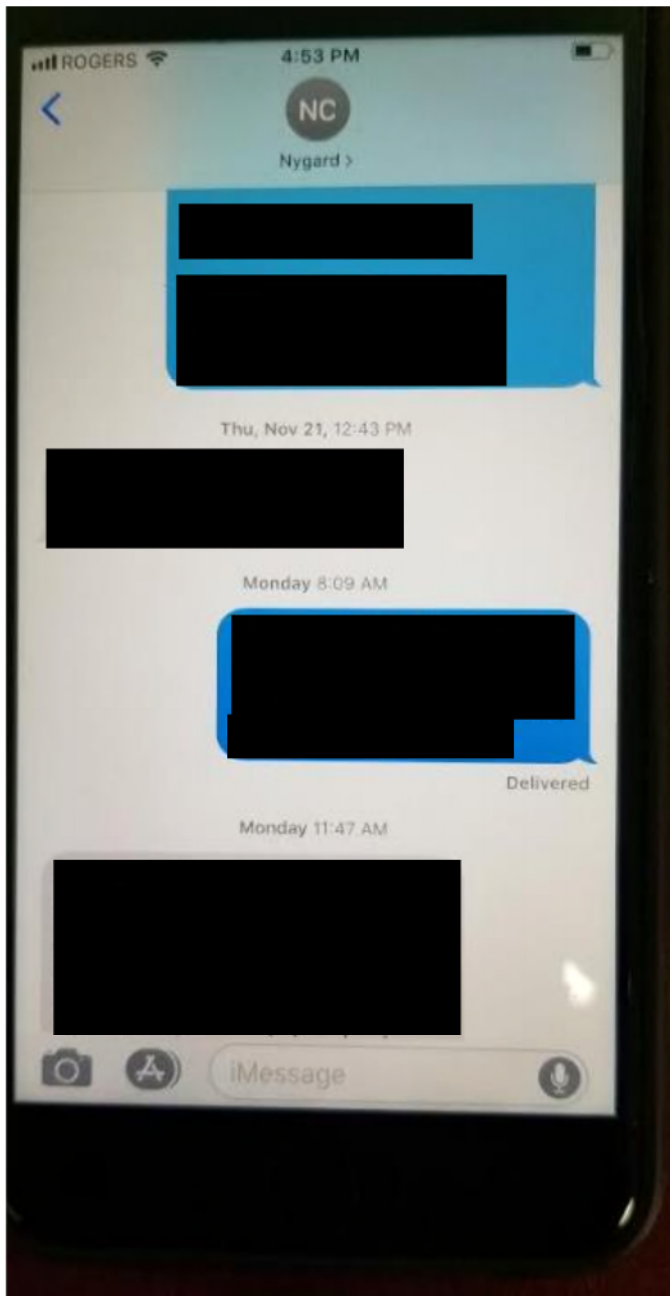 ROGERS 4:53 PM
NC
Nygard >
Thu, Nov 21, 12:43 PM
Monday 8:09 AM
Delivered
Monday 11:47 AM
iMessage